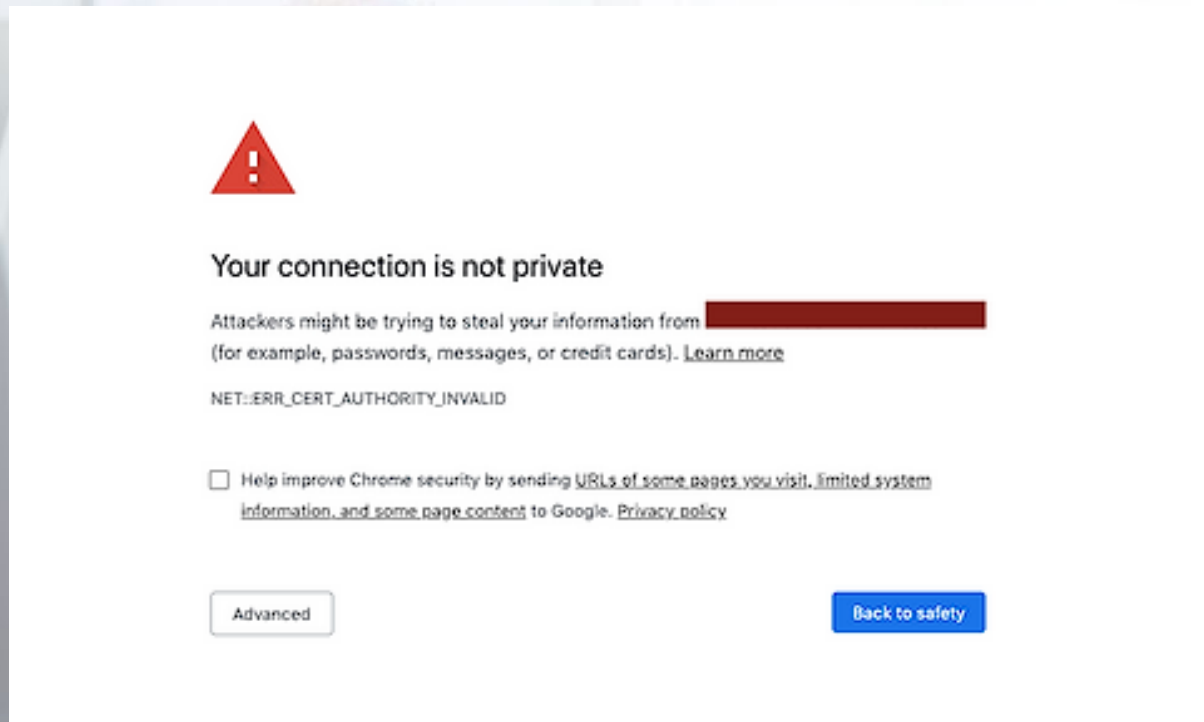 Your connection is not private
Attackers might be trying to steal your information from
(for example, passwords, messages, or credit cards). Learn more
NET::ERR_CERT_AUTHORITY_INVALID
Help improve Chrome security by sending URLs of some pages you visit, limited system
information, and some page content to Google. Privacy policy
Advanced
Back to safety